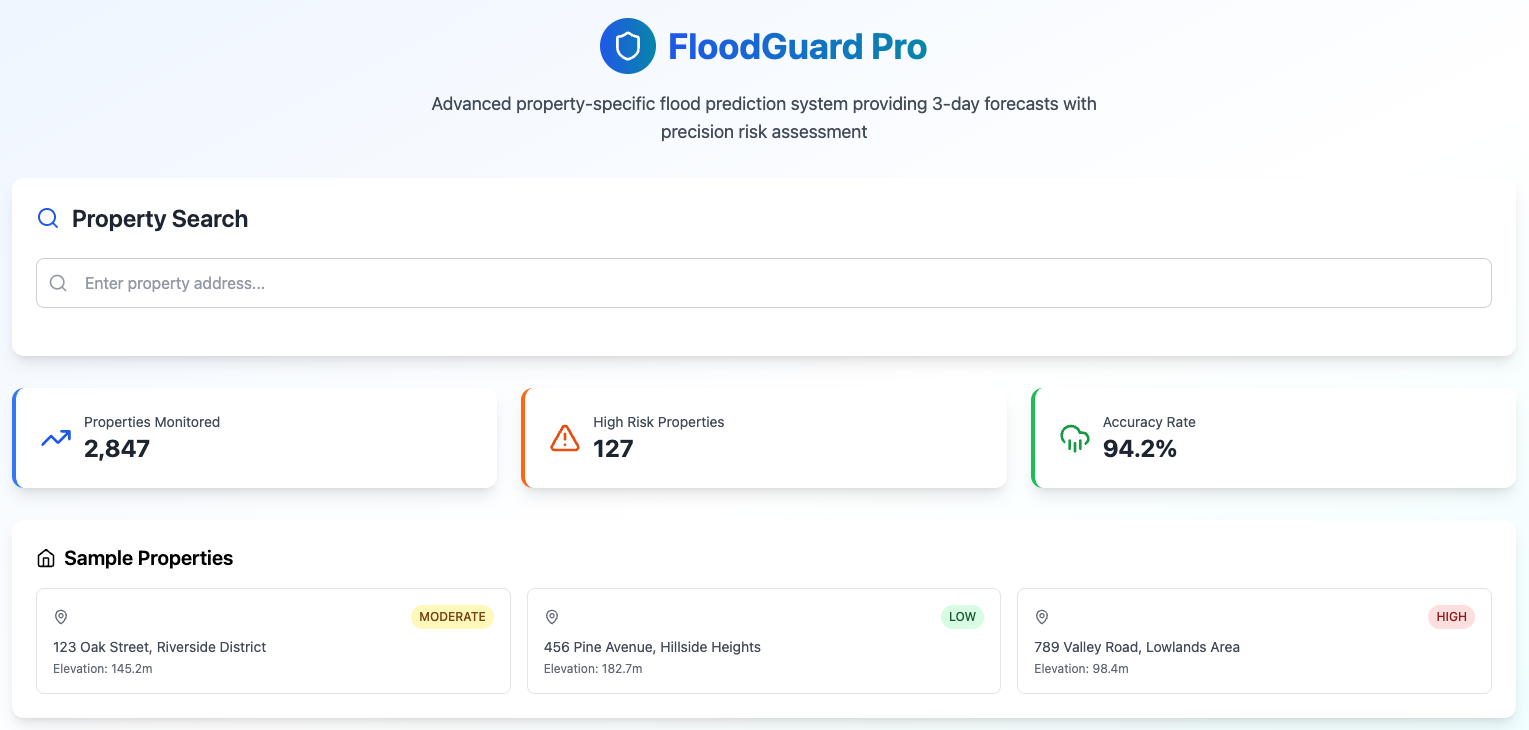 FloodGuard Pro
Advanced property-specific flood prediction system providing 3-day forecasts with
precision risk assessment
Property Search
Enter property address...
Properties Monitored
2,847
High Risk Properties
127
Accuracy Rate
94.2%
Sample Properties
MODERATE
123 Oak Street, Riverside District
Elevation: 145.2m
LOW
456 Pine Avenue, Hillside Heights
Elevation: 182.7m
HIGH
789 Valley Road, Lowlands Area
Elevation: 98.4m